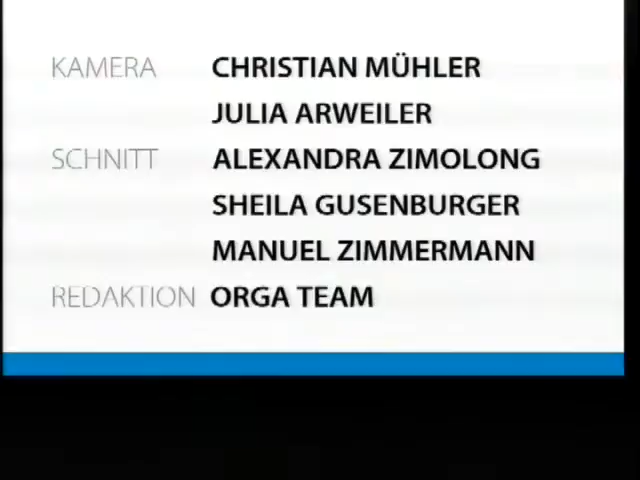 KAMERA CHRISTIAN MÜHLER
JULIA ARWEILER
SCHNITT ALEXANDRA ZIMOLONG
SHEILA GUSENBURGER
MANUEL ZIMMERMANN
REDAKTION ORGA TEAM